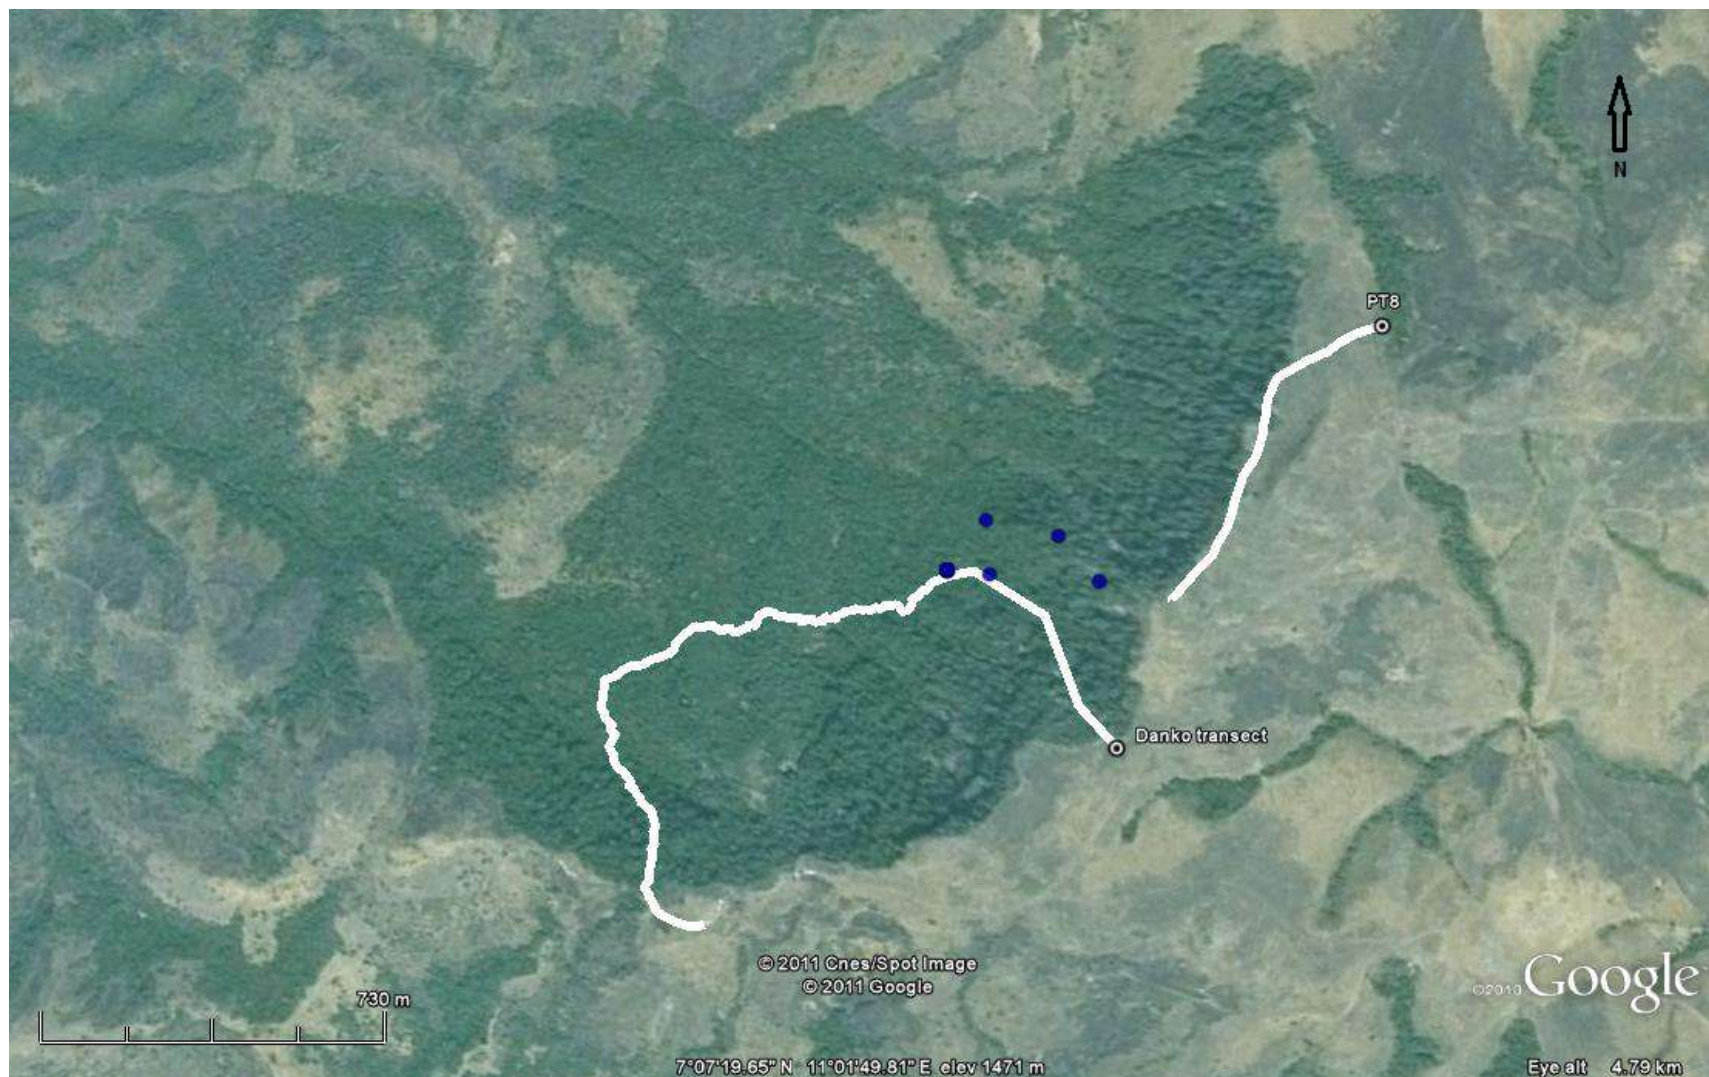 N
PT8
Danko transect
© 2011 Cnes/Spot Image
© 2011 Google
©2010 Google
730 m
7°07'19.65" N 11°01'49.81" E elev 1471 m
Eye alt 4.79 km